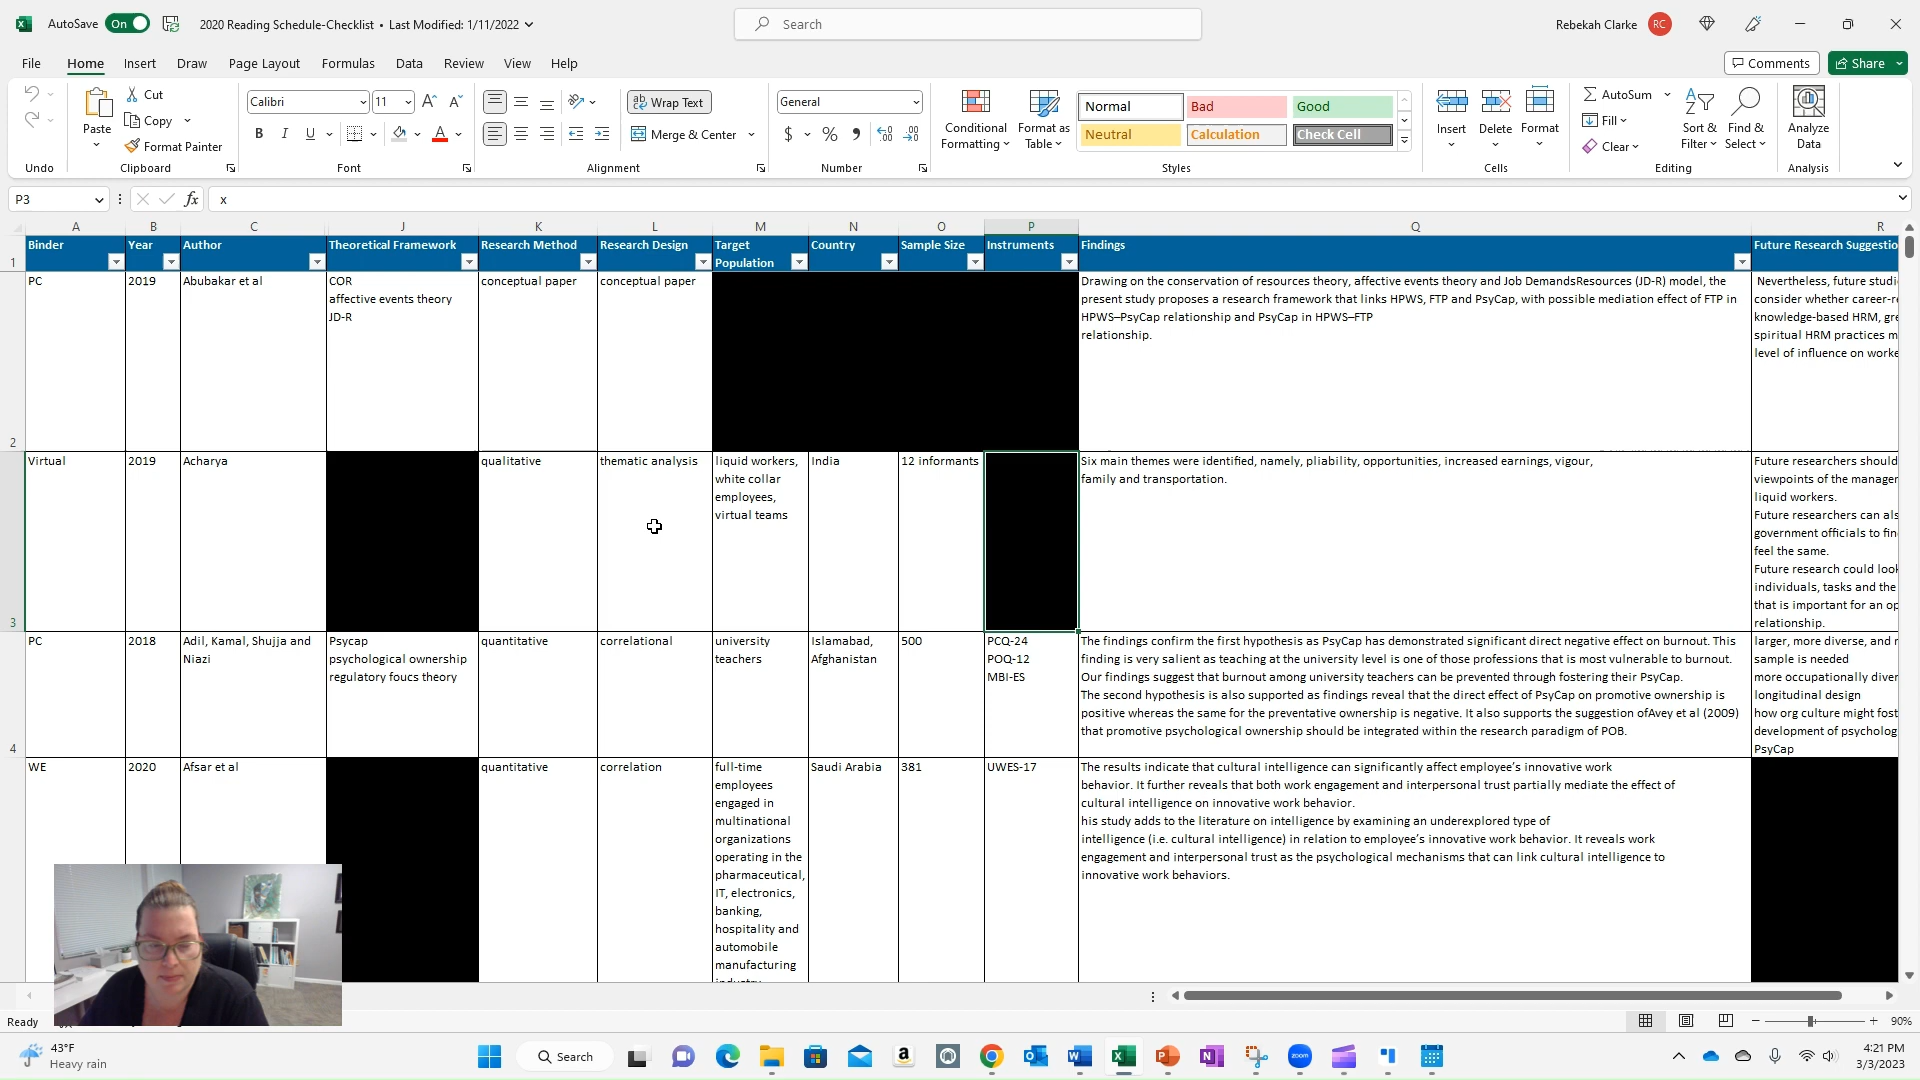 AutoSave On 2020 Reading Schedule-Checklist • Last Modified: 1/11/2022 Search Rebekah Clarke RC
File Home Insert Draw Page Layout Formulas Data Review View Help Comments Share
Cut
Copy
Format Painter
Paste
Undo Clipboard
Calibri 11
B I U A
Font
Wrap Text
Merge & Center
Alignment
General
$ % 9
Number
Conditional Formatting
Format as Table
Normal Bad Good
Neutral Calculation Check Cell
Styles
Insert Delete Format
Cells
AutoSum
Fill
Clear
Sort & Filter
Find & Select
Editing
Analyze Data
Analysis
P3 fx x
A B C J K L M N O P Q R
1 Binder Year Author Theoretical Framework Research Method Research Design Target Population Country Sample Size Instruments Findings Future Research Suggestio
2 PC 2019 Abubakar et al
COR
affective events theory
JD-R
conceptual paper conceptual paper
Drawing on the conservation of resources theory, affective events theory and Job DemandsResources (JD-R) model, the
present study proposes a research framework that links HPWS, FTP and PsyCap, with possible mediation effect of FTP in
HPWS–PsyCap relationship and PsyCap in HPWS–FTP
relationship.
Nevertheless, future studi
consider whether career-re
knowledge-based HRM, gre
spiritual HRM practices m
level of influence on worke
3 Virtual 2019 Acharya qualitative thematic analysis
liquid workers,
white collar
employees,
virtual teams
India 12 informants
Six main themes were identified, namely, pliability, opportunities, increased earnings, vigour,
family and transportation.
Future researchers should
viewpoints of the manager
liquid workers.
Future researchers can als
government officials to fin
feel the same.
Future research could look
individuals, tasks and the
that is important for an op
relationship.
4 PC 2018
Adil, Kamal, Shujja and
Niazi
Psycap
psychological ownership
regulatory foucs theory
quantitative correlational
university
teachers
Islamabad,
Afghanistan
500
PCQ-24
POQ-12
MBI-ES
The findings confirm the first hypothesis as PsyCap has demonstrated significant direct negative effect on burnout. This
finding is very salient as teaching at the university level is one of those professions that is most vulnerable to burnout.
Our findings suggest that burnout among university teachers can be prevented through fostering their PsyCap.
The second hypothesis is also supported as findings reveal that the direct effect of PsyCap on promotive ownership is
positive whereas the same for the preventative ownership is negative. It also supports the suggestion ofAvey et al (2009)
that promotive psychological ownership should be integrated within the research paradigm of POB.
larger, more diverse, and r
sample is needed
more occupationally diver
longitudinal design
how org culture might fost
development of psycholog
PsyCap
WE 2020 Afsar et al quantitative correlation
full-time
employees
engaged in
multinational
organizations
operating in the
pharmaceutical,
IT, electronics,
banking,
hospitality and
automobile
manufacturing
industry
Saudi Arabia 381 UWES-17
The results indicate that cultural intelligence can significantly affect employee's innovative work
behavior. It further reveals that both work engagement and interpersonal trust partially mediate the effect of
cultural intelligence on innovative work behavior.
his study adds to the literature on intelligence by examining an underexplored type of
intelligence (i.e. cultural intelligence) in relation to employee's innovative work behavior. It reveals work
engagement and interpersonal trust as the psychological mechanisms that can link cultural intelligence to
innovative work behaviors.
Ready 90%
43°F
Heavy rain
Search
zoom
4:21 PM
3/3/2023